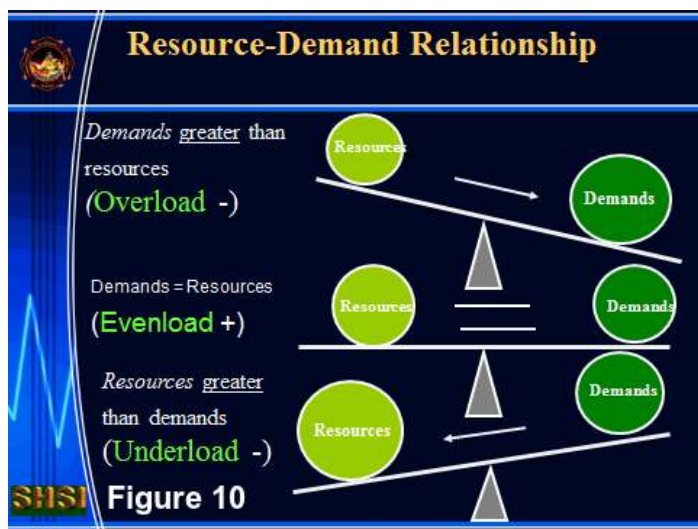 Resource-Demand Relationship
Demands greater than
resources
(Overload -)
Resources
Demands
Demands = Resources
(Evenload +)
Resources
Demands
Resources greater
than demands
(Underload -)
Resources
Demands
SHSI
Figure 10